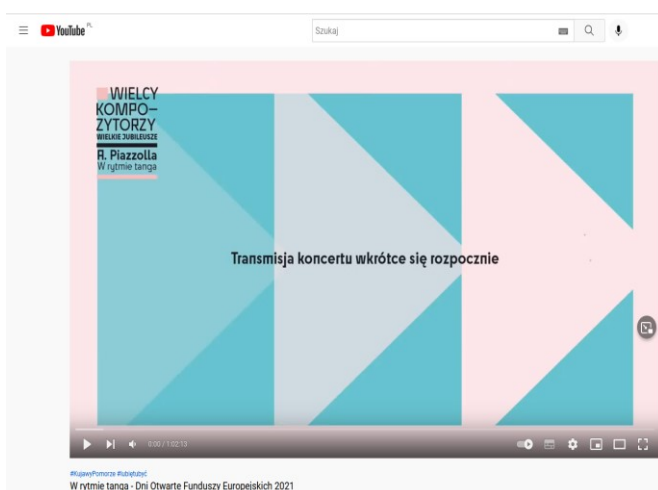 YouTube PL
Szukaj
WIELCY
KOMPO–
ZYTORZY
WIELKIE JUBILEUSZE
A. Piazzolla
W rytmie tanga
Transmisja koncertu wkrótce się rozpocznie
0:00 / 1:02:13
#KujawyPomorze #lubiętubyć
W rytmie tanga - Dni Otwarte Funduszy Europejskich 2021